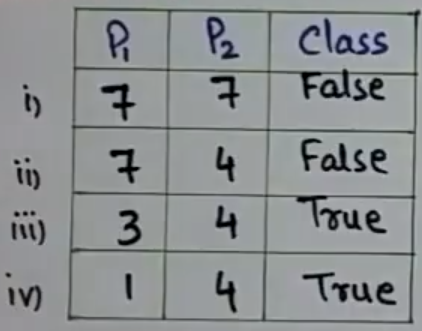 P₁ P₂ Class
i) 7 7 False
ii) 7 4 False
iii) 3 4 True
iv) 1 4 True